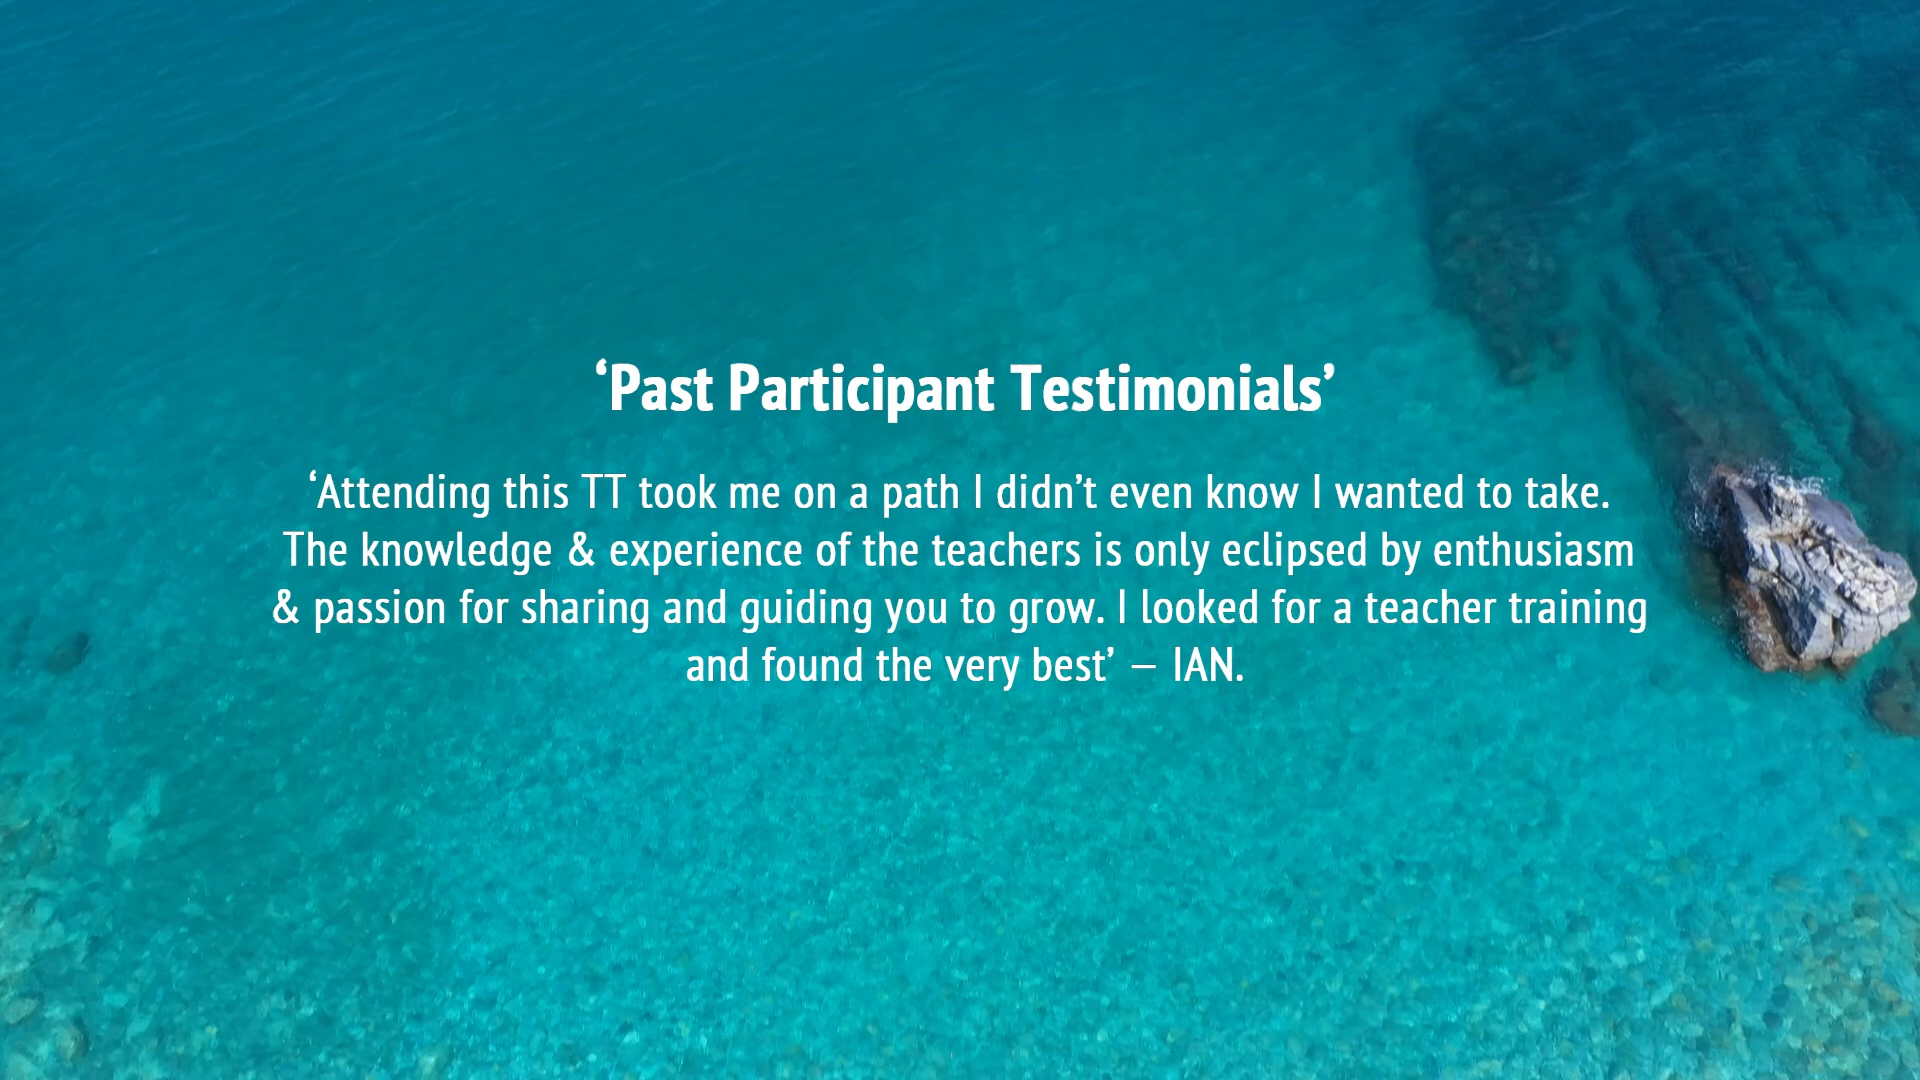 ‘Past Participant Testimonials’
‘Attending this TT took me on a path I didn’t even know I wanted to take.
The knowledge & experience of the teachers is only eclipsed by enthusiasm
& passion for sharing and guiding you to grow. I looked for a teacher training
and found the very best’ – IAN.